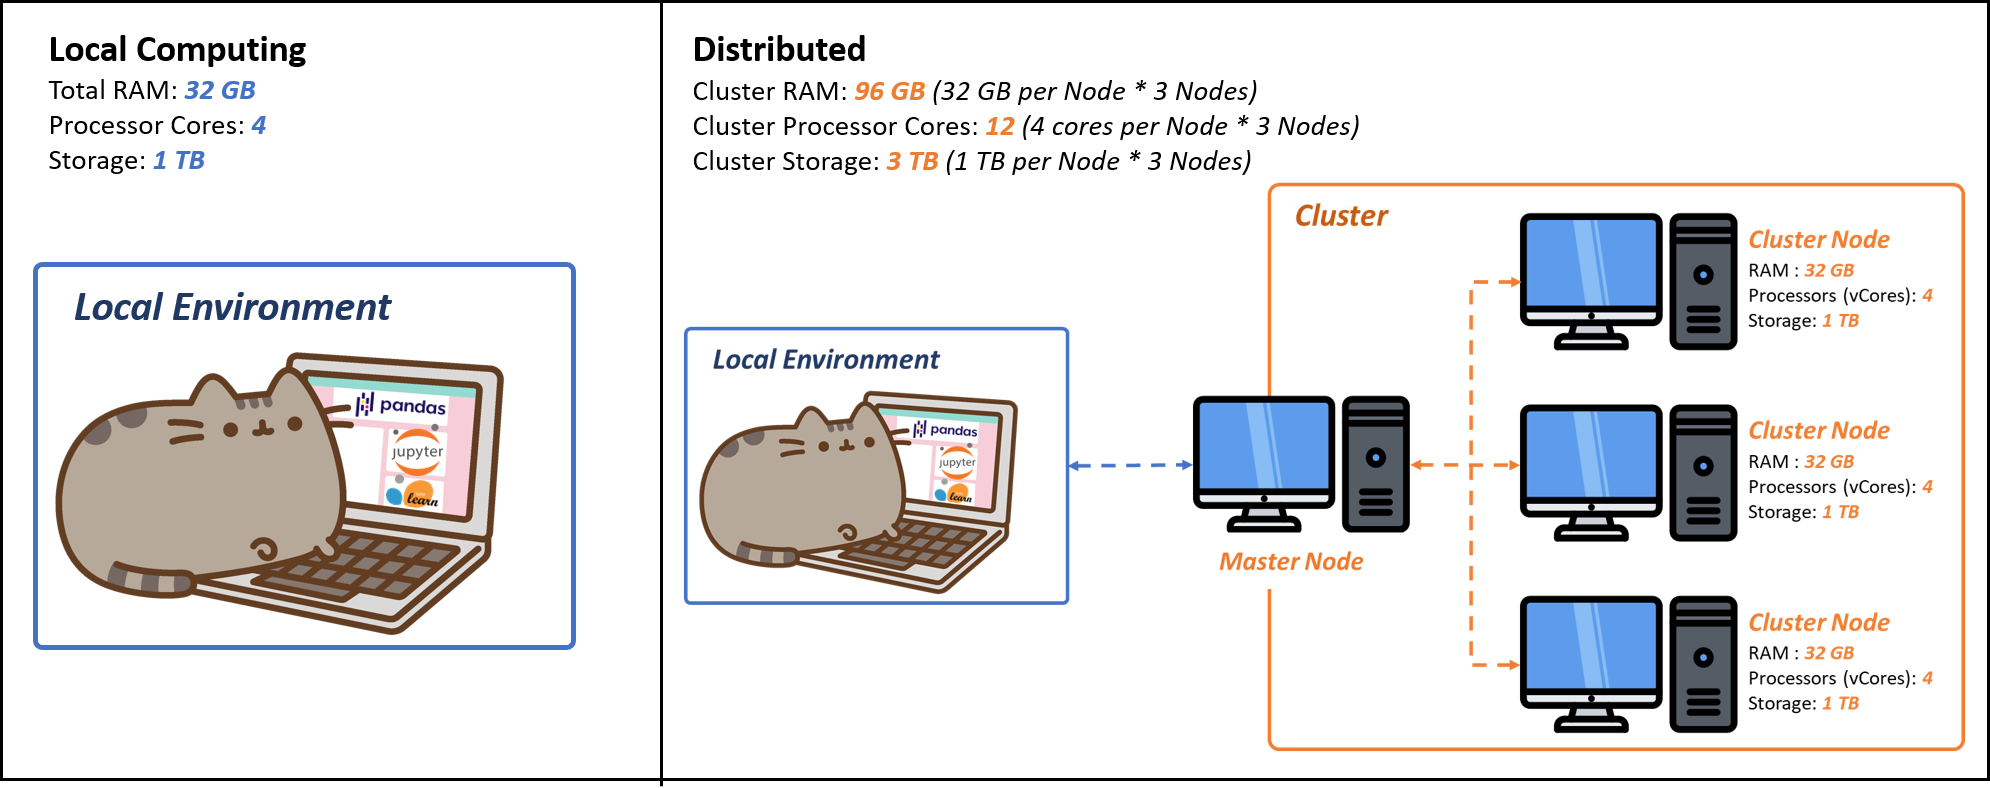 Local Computing
Total RAM: 32 GB
Processor Cores: 4
Storage: 1 TB
Local Environment
pandas
jupyter
learn
Distributed
Cluster RAM: 96 GB (32 GB per Node * 3 Nodes)
Cluster Processor Cores: 12 (4 cores per Node * 3 Nodes)
Cluster Storage: 3 TB (1 TB per Node * 3 Nodes)
Local Environment
pandas
jupyter
learn
Master Node
Cluster
Cluster Node
RAM : 32 GB
Processors (vCores): 4
Storage: 1 TB
Cluster Node
RAM : 32 GB
Processors (vCores): 4
Storage: 1 TB
Cluster Node
RAM : 32 GB
Processors (vCores): 4
Storage: 1 TB